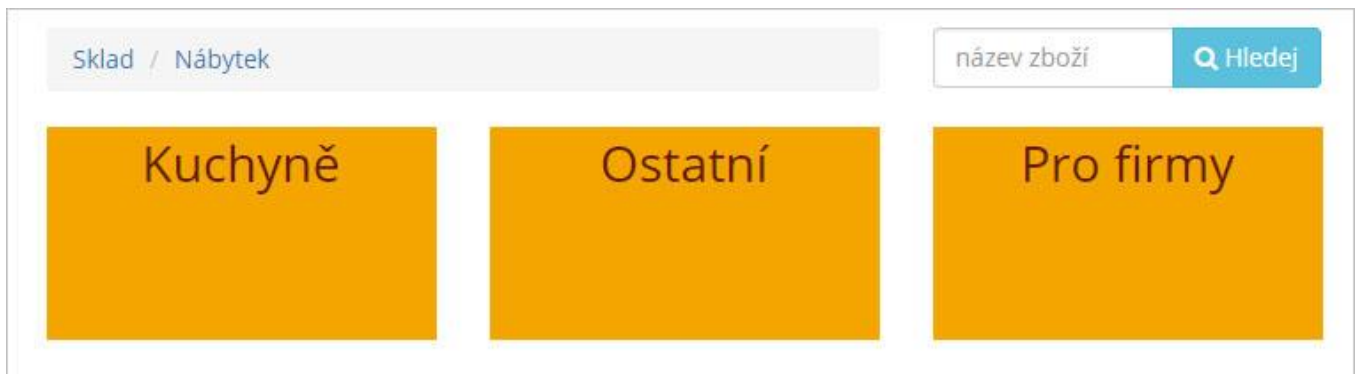 Sklad / Nábytek
název zboží
Hledej
Kuchyně
Ostatní
Pro firmy